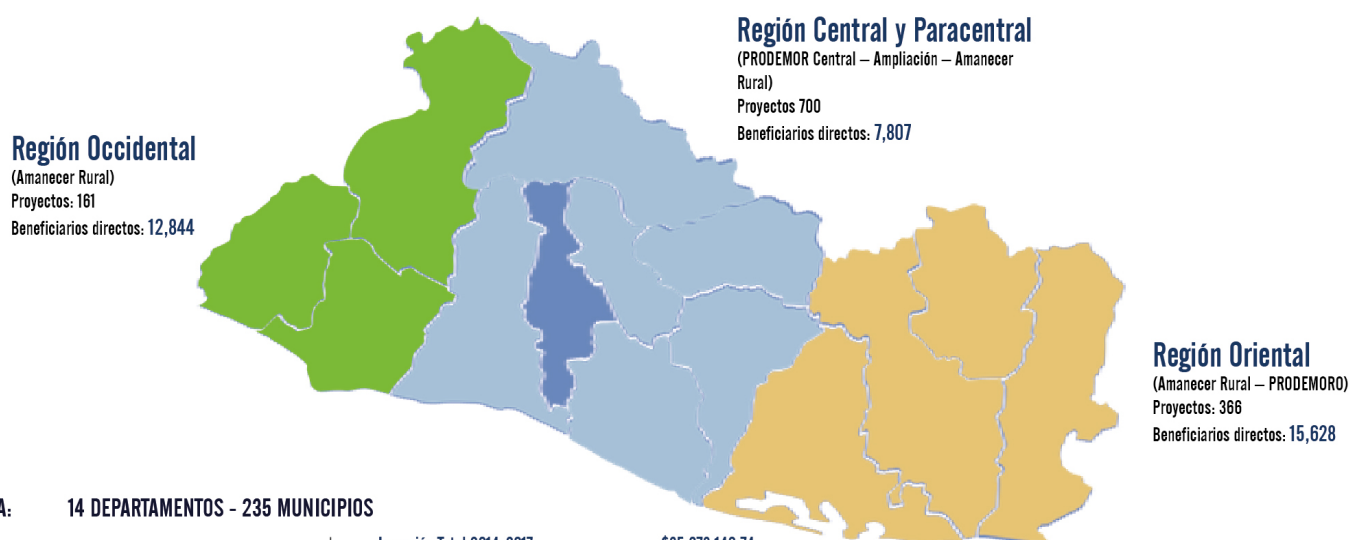 Región Central y Paracentral
(PRODEMOR Central – Ampliación – Amanecer
Rural)
Proyectos 700
Beneficiarios directos: 7,807
Región Occidental
(Amanecer Rural)
Proyectos: 161
Beneficiarios directos: 12,844
Región Oriental
(Amanecer Rural – PRODEMORO)
Proyectos: 366
Beneficiarios directos: 15,628
A: 14 DEPARTAMENTOS - 235 MUNICIPIOS